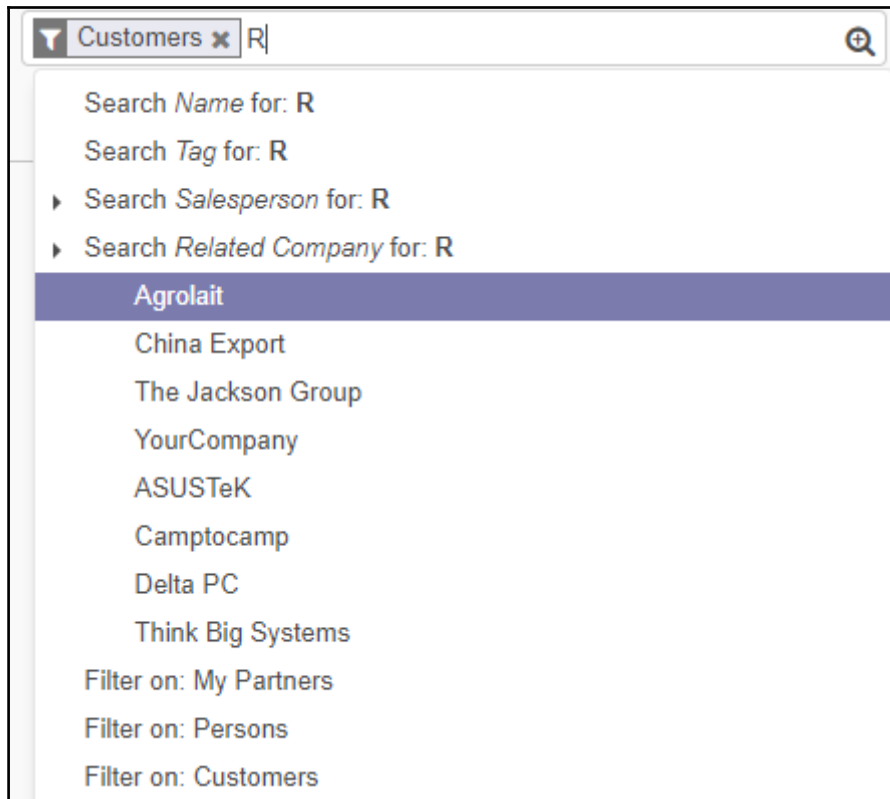 Customers R
Search Name for: R
Search Tag for: R
Search Salesperson for: R
Search Related Company for: R
Agrolait
China Export
The Jackson Group
YourCompany
ASUSTeK
Camptocamp
Delta PC
Think Big Systems
Filter on: My Partners
Filter on: Persons
Filter on: Customers